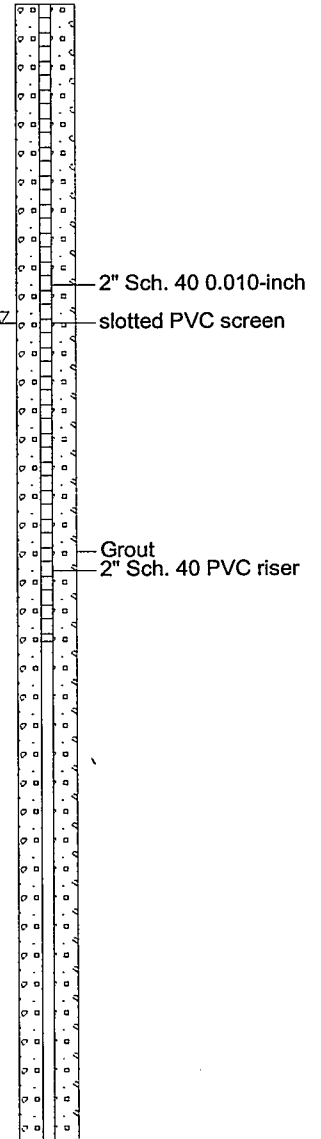 2" Sch. 40 0.010-inch
slotted PVC screen
Grout
2" Sch. 40 PVC riser